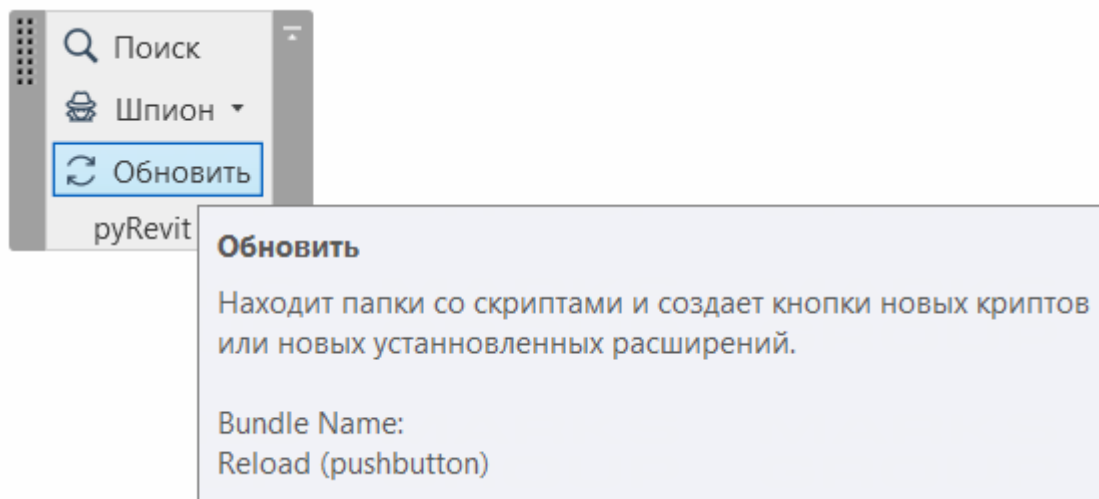 Поиск
Шпион
Обновить
pyRevit
Обновить
Находит папки со скриптами и создает кнопки новых криптов
или новых устанновленных расширений.
Bundle Name:
Reload (pushbutton)